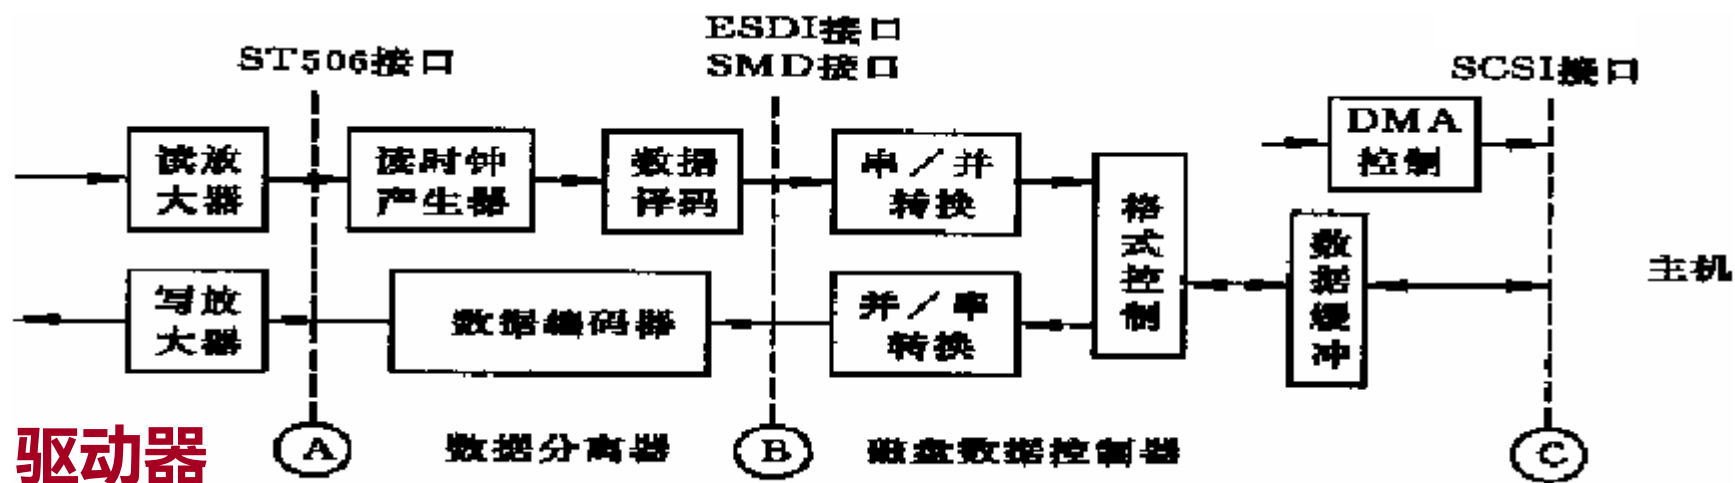 ST506接口
ESDI接口
SMD接口
SCSI接口
读放
大器
读时钟
产生器
数据
译码
串／并
转换
格式控制
DMA
控制
数据缓冲
主机
写放
大器
数据编码器
并／串
转换
驱动器
A
数据分离器
B
磁盘数据控制器
C